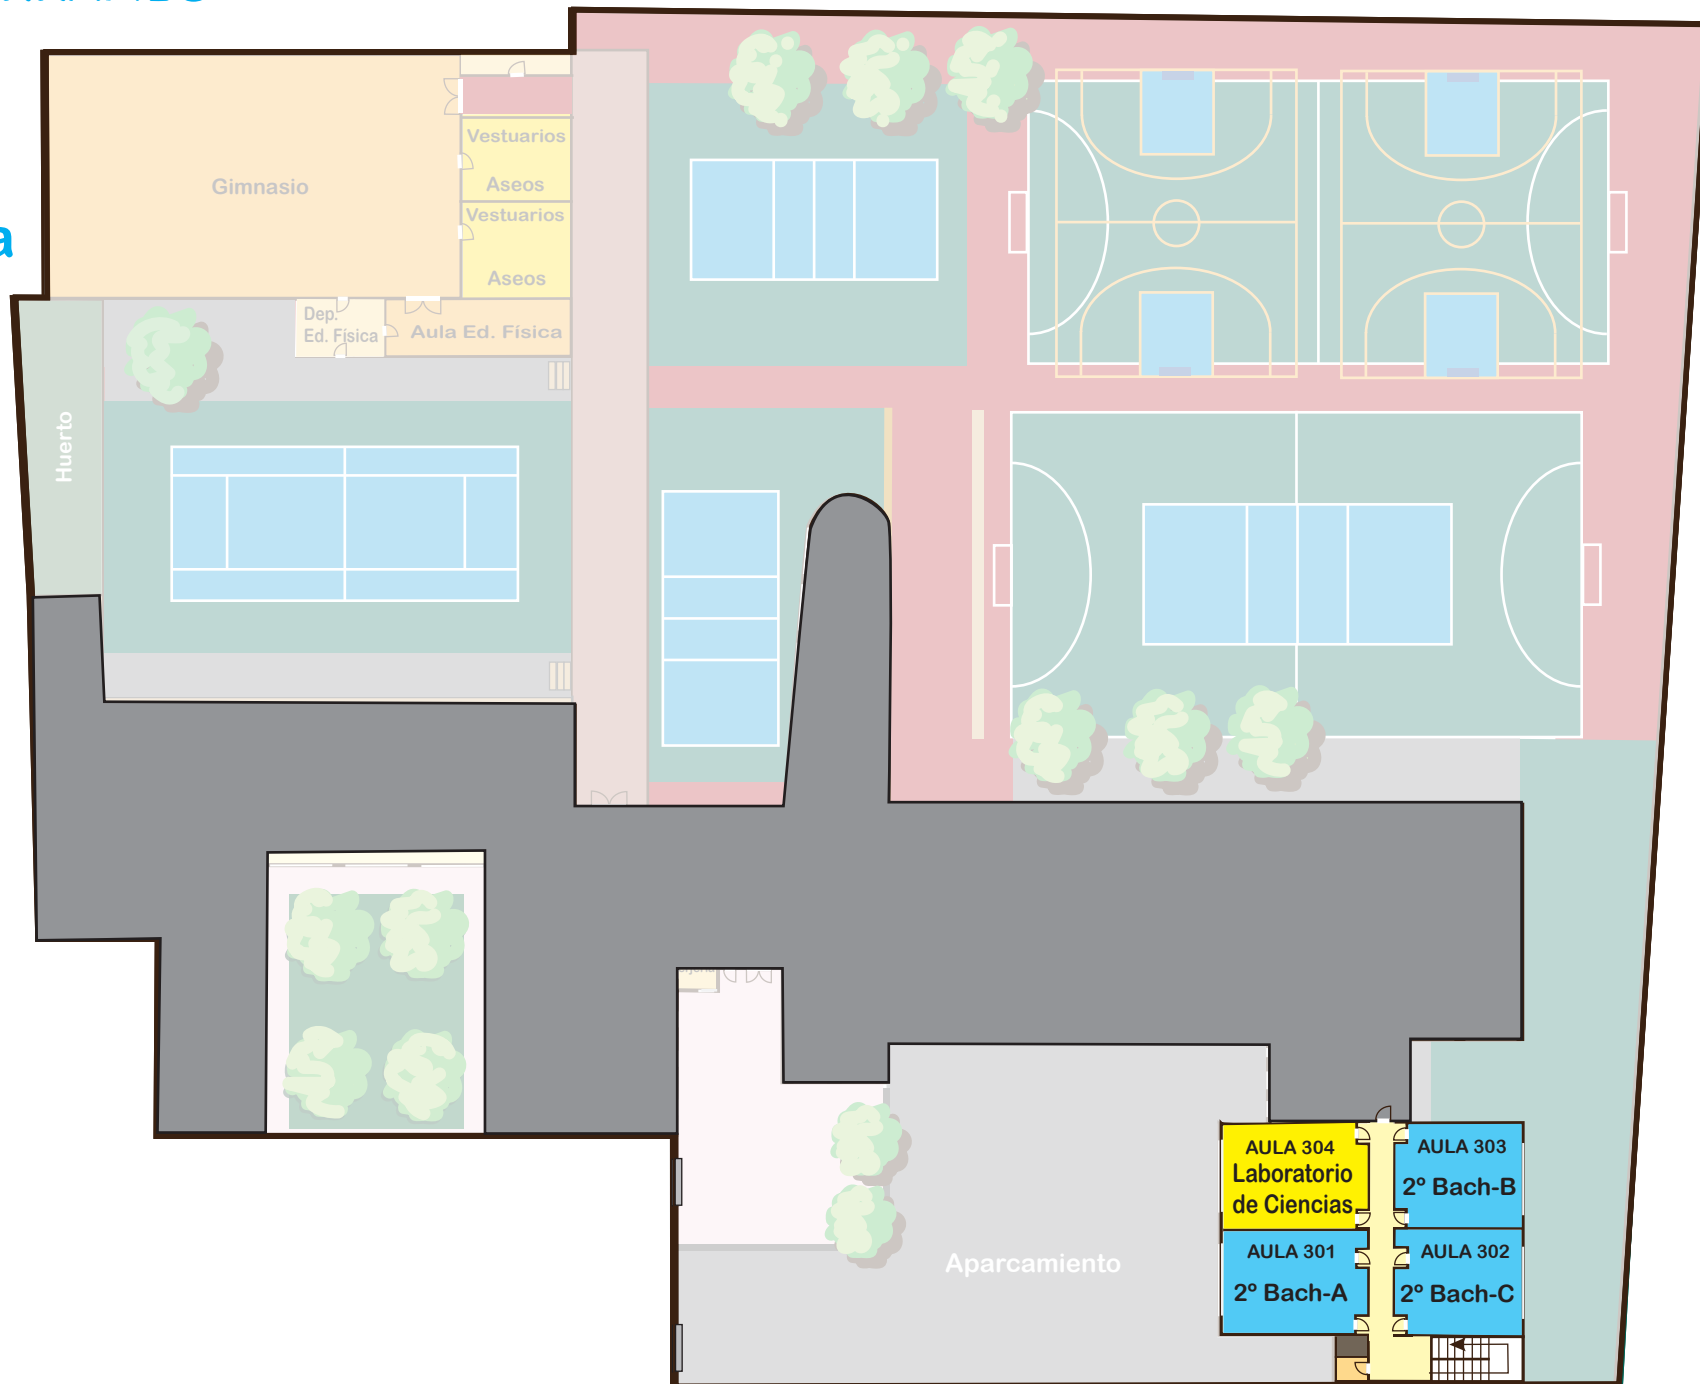 a
Gimnasio
Vestuarios
Aseos
Vestuarios
Aseos
Dep.
Ed. Física
Aula Ed. Física
Huerto
Aparcamiento
AULA 304
Laboratorio
de Ciencias
AULA 303
2º Bach-B
AULA 301
2º Bach-A
AULA 302
2º Bach-C